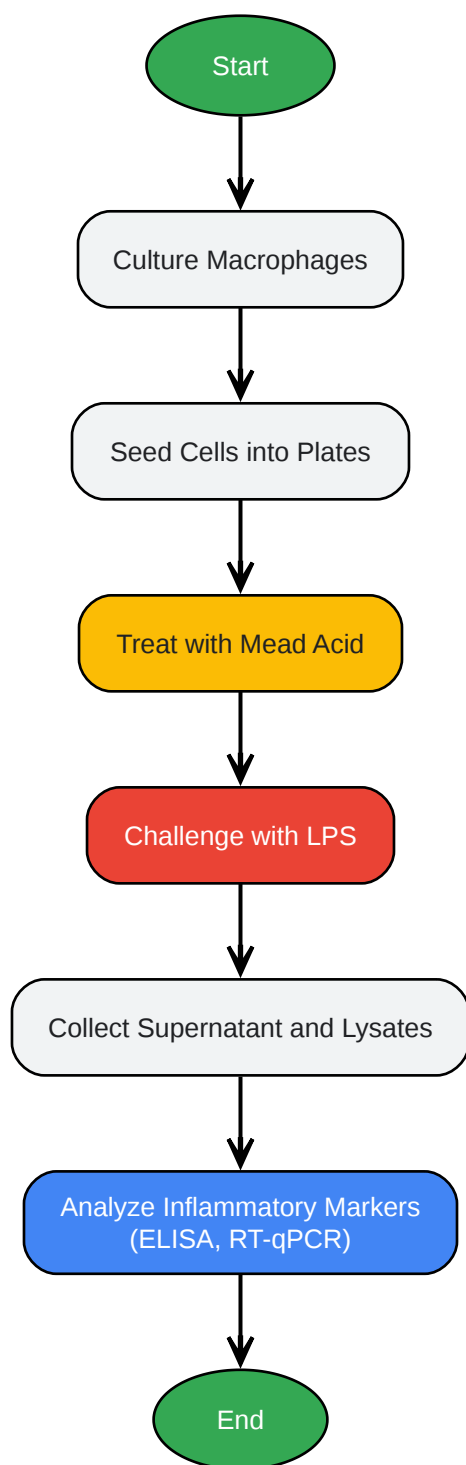 Start
Culture Macrophages
Seed Cells into Plates
Treat with Mead Acid
Challenge with LPS
Collect Supernatant and Lysates
Analyze Inflammatory Markers
(ELISA, RT-qPCR)
End